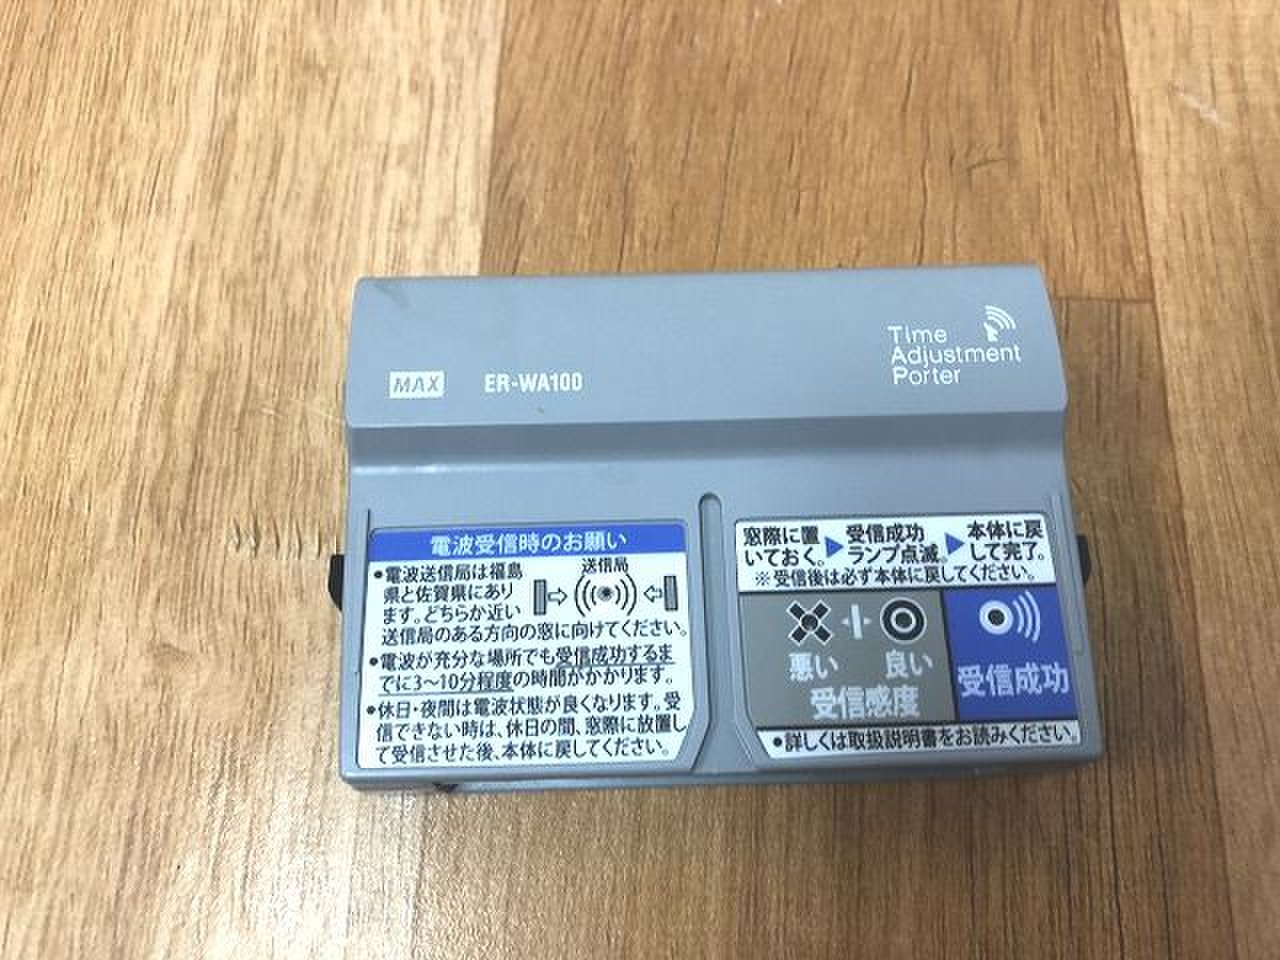 MAX ER-WA100
Time
Adjustment
Porter
電波受信時のお願い
●電波送信局は福島
県と佐賀県にあり
ます。どちらか近い
送信局のある方向の窓に向けてください。
送信局
●電波が充分な場所でも受信成功するま
でに3～10分程度の時間がかかります。
●休日・夜間は電波状態が良くなります。受
信できない時は、休日の間、窓際に放置し
て受信させた後、本体に戻してください。
窓際に置
いておく。
受信成功
ランプ点滅。
本体に戻
して完了。
※受信後は必ず本体に戻してください。
悪い 良い
受信感度
受信成功
●詳しくは取扱説明書をお読みください。